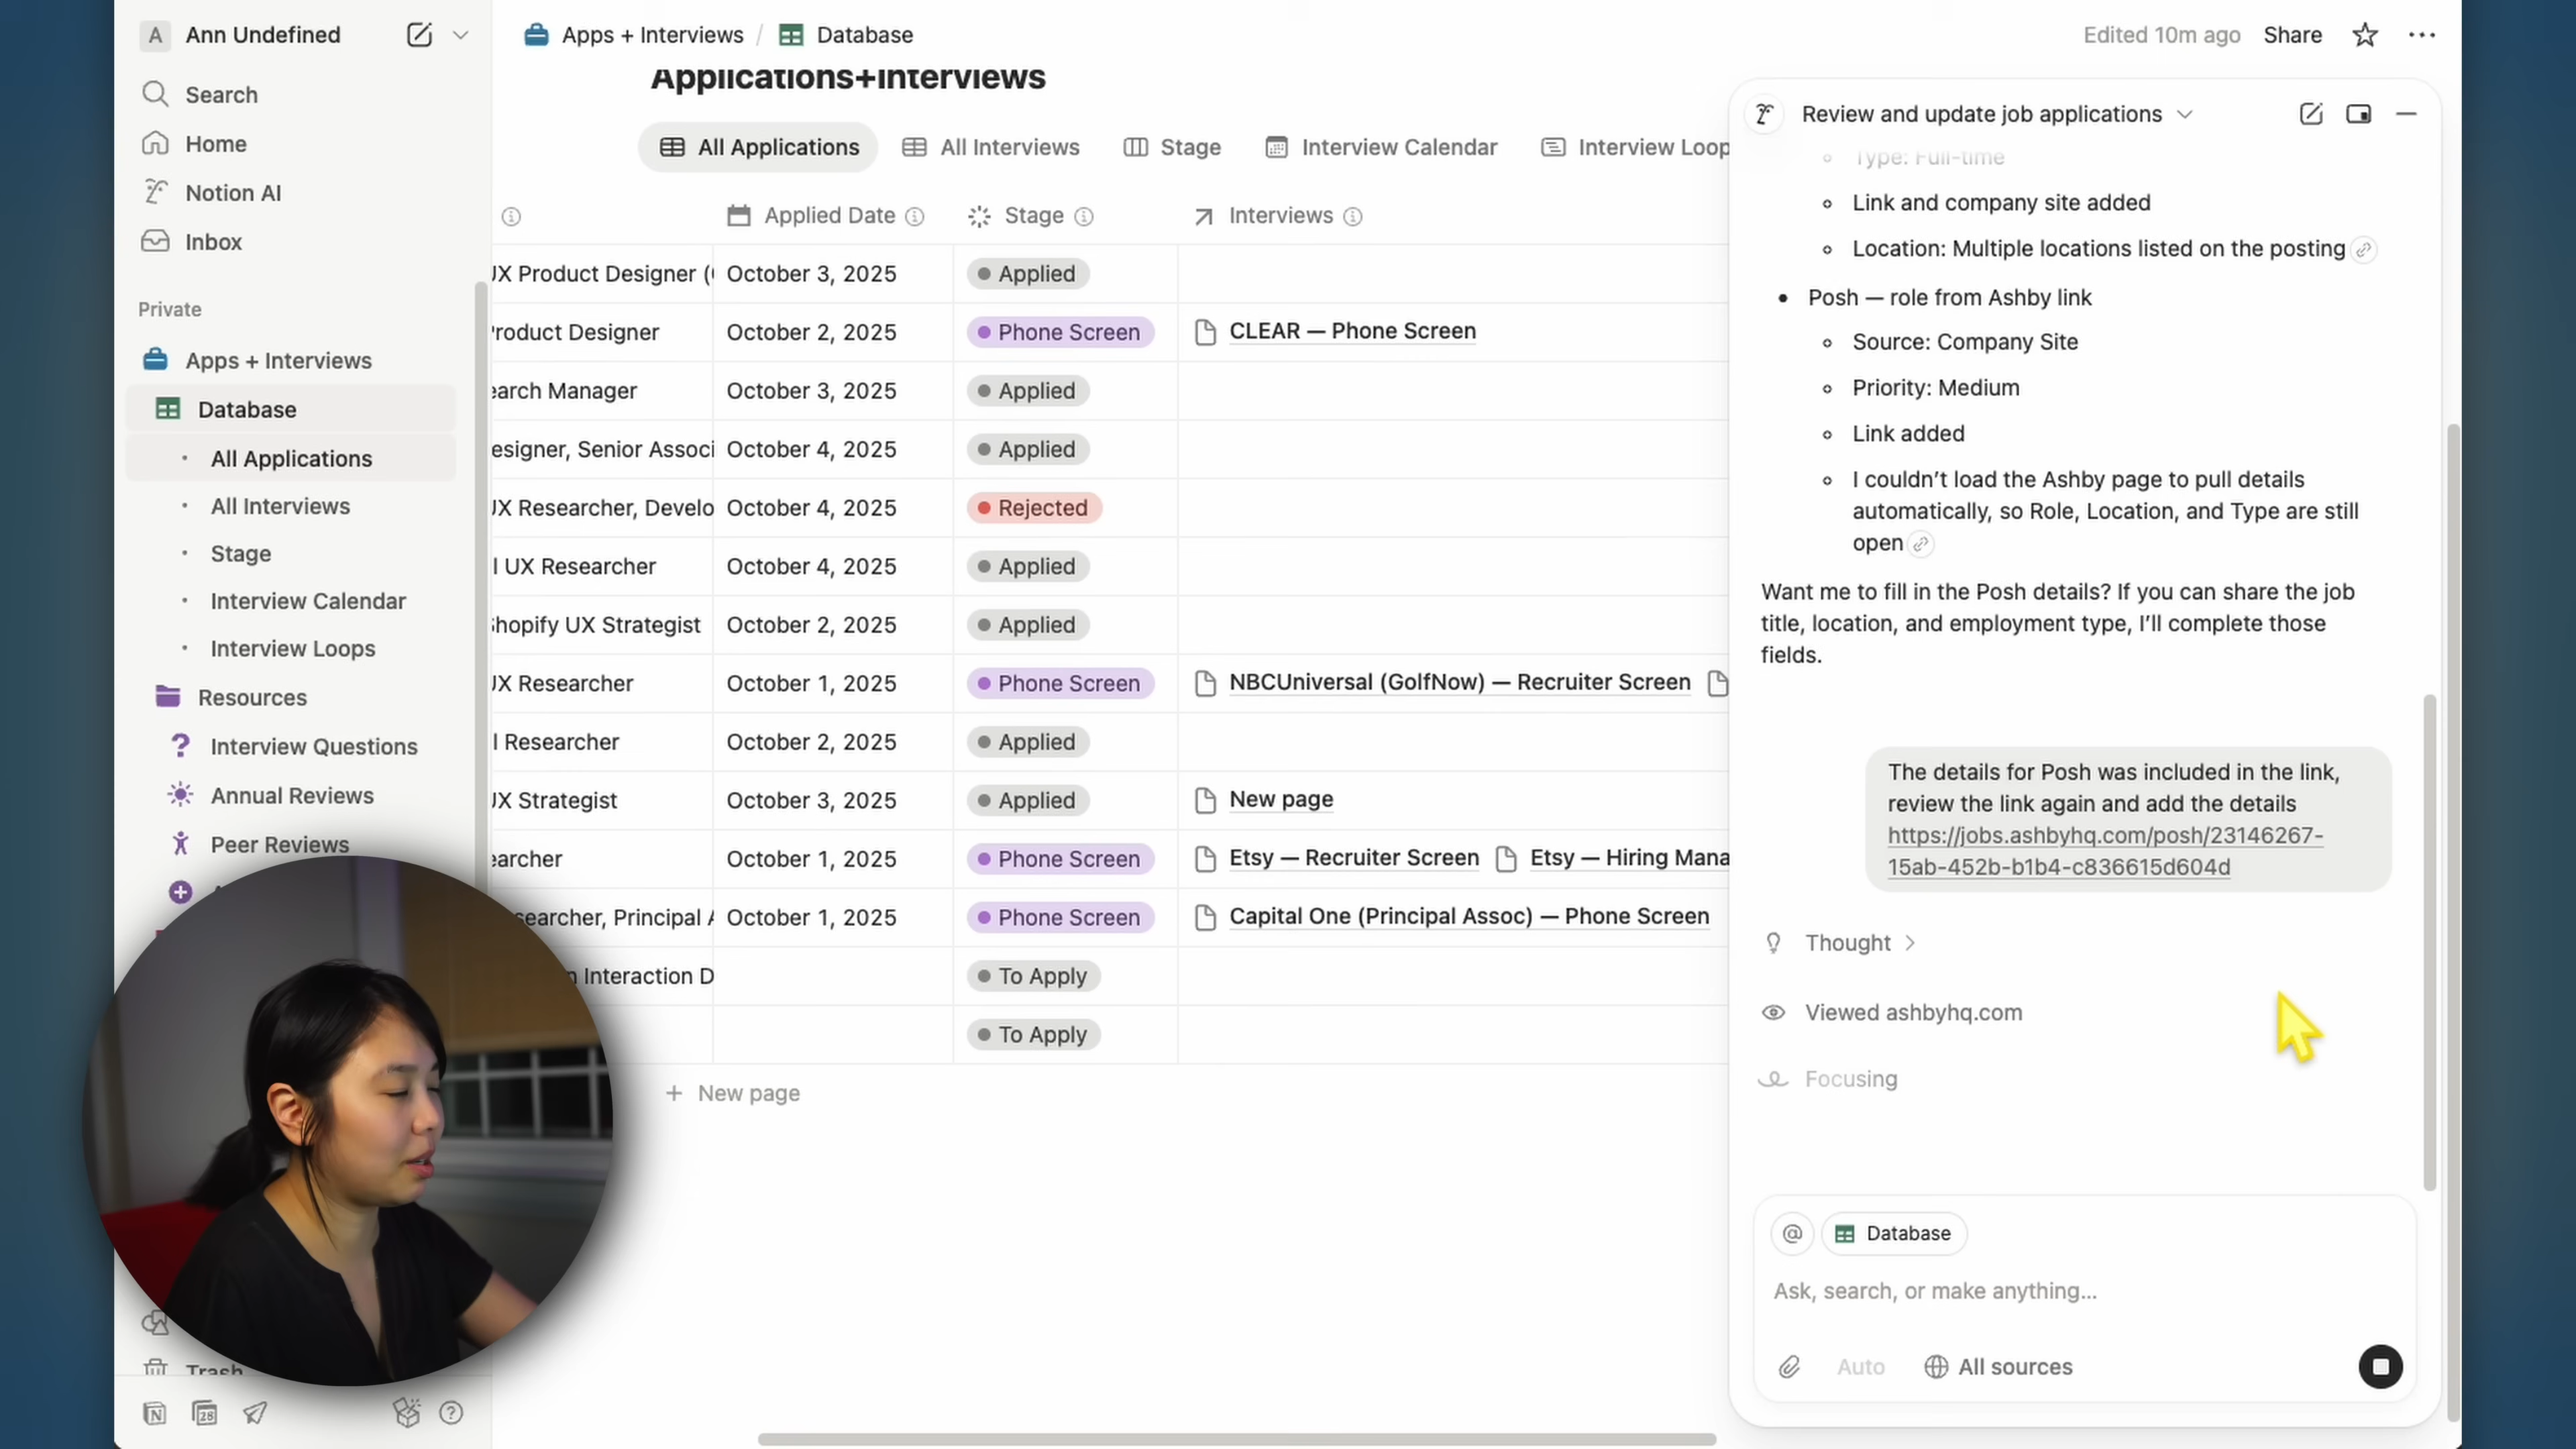 A Ann Undefined
Search
Home
Notion AI
Inbox
Private
Apps + Interviews
Database
All Applications
All Interviews
Stage
Interview Calendar
Interview Loops
Resources
Interview Questions
Annual Reviews
Peer Reviews
Trash
28
Apps + Interviews / Database
Edited 10m ago Share
Applications+Interviews
All Applications All Interviews Stage Interview Calendar Interview Loop
Applied Date Stage Interviews
UX Product Designer ( October 3, 2025 Applied
Product Designer October 2, 2025 Phone Screen CLEAR — Phone Screen
earch Manager October 3, 2025 Applied
esigner, Senior Associ October 4, 2025 Applied
UX Researcher, Develo October 4, 2025 Rejected
l UX Researcher October 4, 2025 Applied
Shopify UX Strategist October 2, 2025 Applied
UX Researcher October 1, 2025 Phone Screen NBCUniversal (GolfNow) — Recruiter Screen
l Researcher October 2, 2025 Applied
UX Strategist October 3, 2025 Applied New page
earcher October 1, 2025 Phone Screen Etsy — Recruiter Screen Etsy — Hiring Mana
searcher, Principal A October 1, 2025 Phone Screen Capital One (Principal Assoc) — Phone Screen
n Interaction D To Apply
To Apply
+ New page
Review and update job applications
Type: Full-time
Link and company site added
Location: Multiple locations listed on the posting
Posh — role from Ashby link
Source: Company Site
Priority: Medium
Link added
I couldn’t load the Ashby page to pull details
automatically, so Role, Location, and Type are still
open
Want me to fill in the Posh details? If you can share the job
title, location, and employment type, I’ll complete those
fields.
The details for Posh was included in the link,
review the link again and add the details
https://jobs.ashbyhq.com/posh/23146267-
15ab-452b-b1b4-c836615d604d
Thought
Viewed ashbyhq.com
Focusing
@ Database
Ask, search, or make anything...
Auto All sources